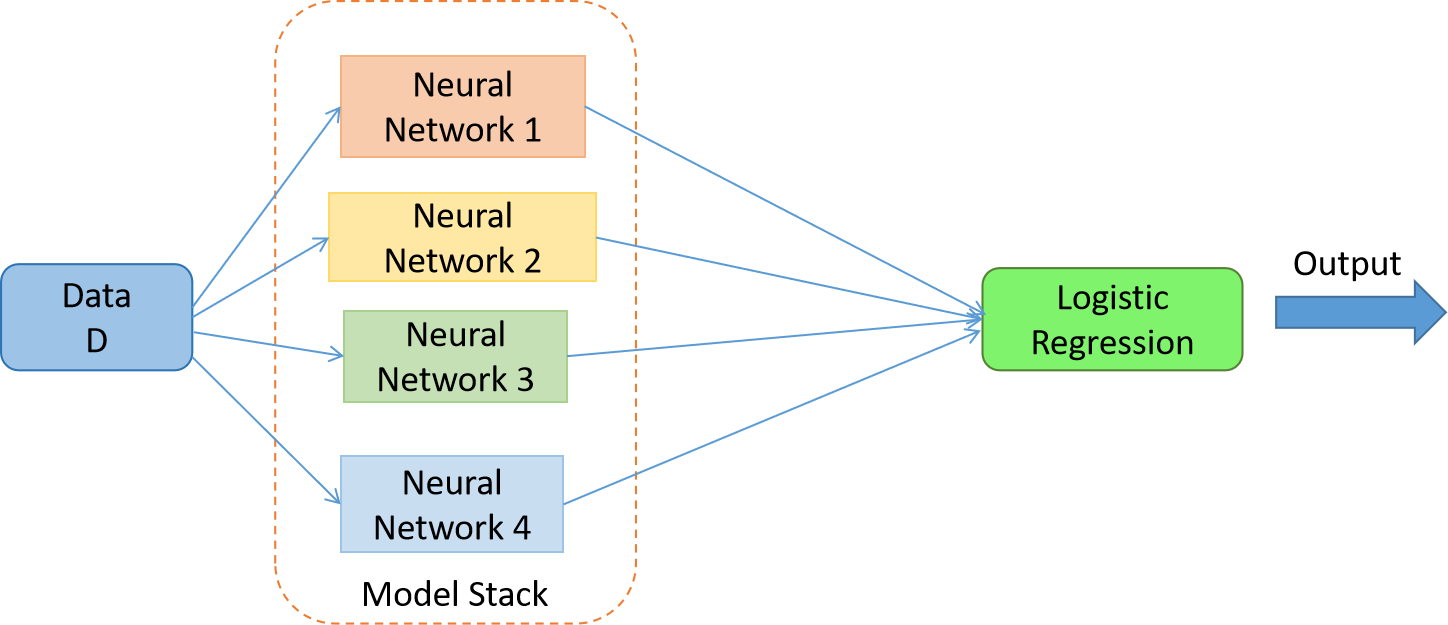 Data
D
Neural
Network 1
Neural
Network 2
Neural
Network 3
Neural
Network 4
Model Stack
Logistic
Regression
Output